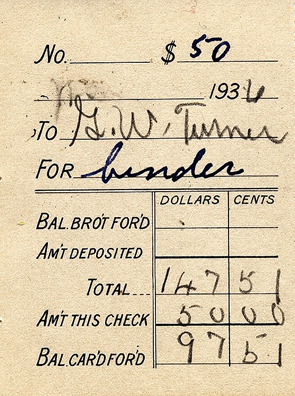 No. $ 50
1936
To G.W. Turner
FOR binder
DOLLARS CENTS
BAL. BRO'T FOR'D
AM'T DEPOSITED
TOTAL 147 51
AM'T THIS CHECK 50 00
BAL. CAR'D FOR'D 97 51